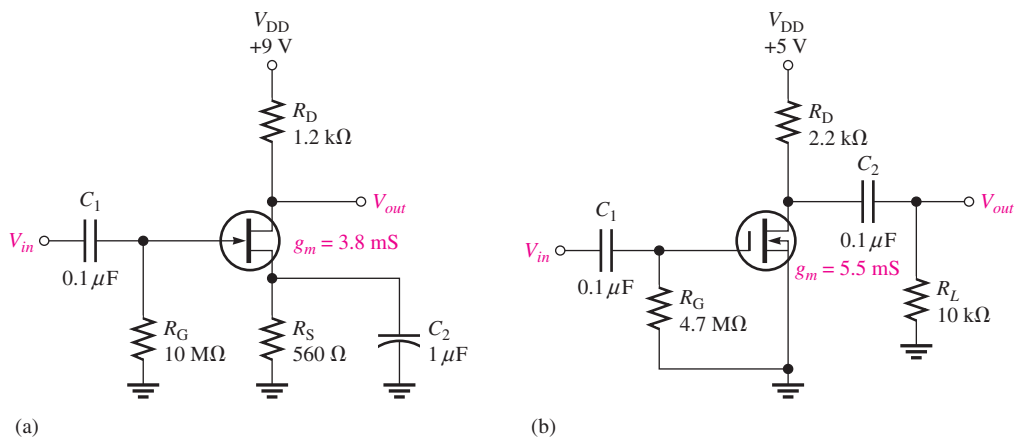 V_DD
+9 V
R_D
1.2 kΩ
C_1
V_in
0.1 μF
V_out
g_m = 3.8 mS
R_G
10 MΩ
R_S
560 Ω
C_2
1 μF
(a)
V_DD
+5 V
R_D
2.2 kΩ
C_2
0.1 μF
V_out
C_1
V_in
0.1 μF
g_m = 5.5 mS
R_G
4.7 MΩ
R_L
10 kΩ
(b)